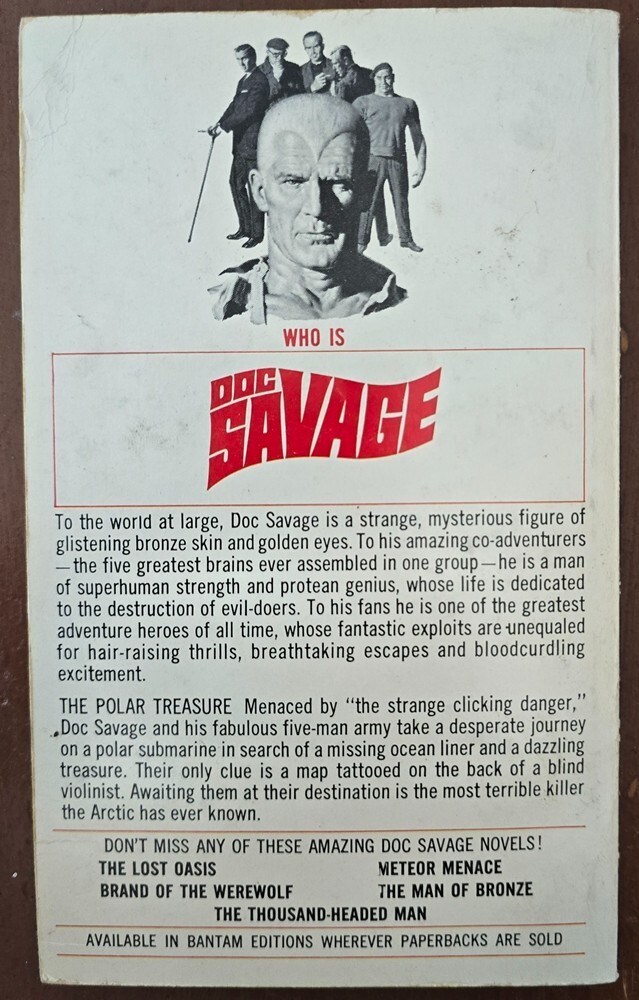 WHO IS
DOC
SAVAGE
To the world at large, Doc Savage is a strange, mysterious figure of
glistening bronze skin and golden eyes. To his amazing co-adventurers
—the five greatest brains ever assembled in one group—he is a man
of superhuman strength and protean genius, whose life is dedicated
to the destruction of evil-doers. To his fans he is one of the greatest
adventure heroes of all time, whose fantastic exploits are unequaled
for hair-raising thrills, breathtaking escapes and bloodcurdling
excitement.
THE POLAR TREASURE Menaced by “the strange clicking danger,”
Doc Savage and his fabulous five-man army take a desperate journey
on a polar submarine in search of a missing ocean liner and a dazzling
treasure. Their only clue is a map tattooed on the back of a blind
violinist. Awaiting them at their destination is the most terrible killer
the Arctic has ever known.
DON'T MISS ANY OF THESE AMAZING DOC SAVAGE NOVELS!
THE LOST OASIS METEOR MENACE
BRAND OF THE WEREWOLF THE MAN OF BRONZE
THE THOUSAND-HEADED MAN
AVAILABLE IN BANTAM EDITIONS WHEREVER PAPERBACKS ARE SOLD